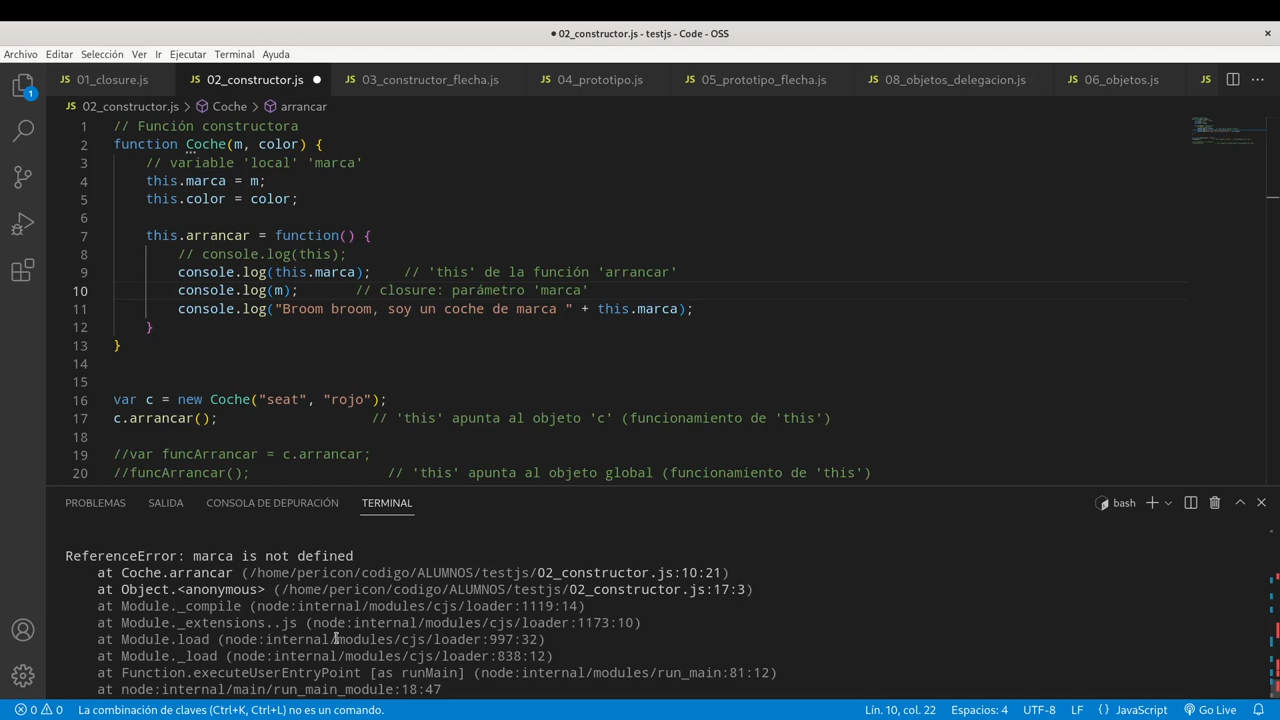 ● 02_constructor.js - testjs - Code - OSS
Archivo Editar Selección Ver Ir Ejecutar Terminal Ayuda
JS 01_closure.js JS 02_constructor.js ● JS 03_constructor_flecha.js JS 04_prototipo.js JS 05_prototipo_flecha.js JS 08_objetos_delegacion.js JS 06_objetos.js JS
JS 02_constructor.js > Coche > arrancar
1 // Función constructora
2 function Coche(m, color) {
3 // variable 'local' 'marca'
4 this.marca = m;
5 this.color = color;
6
7 this.arrancar = function() {
8 // console.log(this);
9 console.log(this.marca); // 'this' de la función 'arrancar'
10 console.log(m); // closure: parámetro 'marca'
11 console.log("Broom broom, soy un coche de marca " + this.marca);
12 }
13 }
14
15
16 var c = new Coche("seat", "rojo");
17 c.arrancar(); // 'this' apunta al objeto 'c' (funcionamiento de 'this')
18
19 //var funcArrancar = c.arrancar;
20 //funcArrancar(); // 'this' apunta al objeto global (funcionamiento de 'this')
1
PROBLEMAS SALIDA CONSOLA DE DEPURACIÓN TERMINAL bash
ReferenceError: marca is not defined
at Coche.arrancar (/home/pericon/codigo/ALUMNOS/testjs/02_constructor.js:10:21)
at Object.<anonymous> (/home/pericon/codigo/ALUMNOS/testjs/02_constructor.js:17:3)
at Module._compile (node:internal/modules/cjs/loader:1119:14)
at Module._extensions..js (node:internal/modules/cjs/loader:1173:10)
at Module.load (node:internal/modules/cjs/loader:997:32)
at Module._load (node:internal/modules/cjs/loader:838:12)
at Function.executeUserEntryPoint [as runMain] (node:internal/modules/run_main:81:12)
at node:internal/main/run_main_module:18:47
0 0 La combinación de claves (Ctrl+K, Ctrl+L) no es un comando. Lín. 10, col. 22 Espacios: 4 UTF-8 LF {} JavaScript Go Live